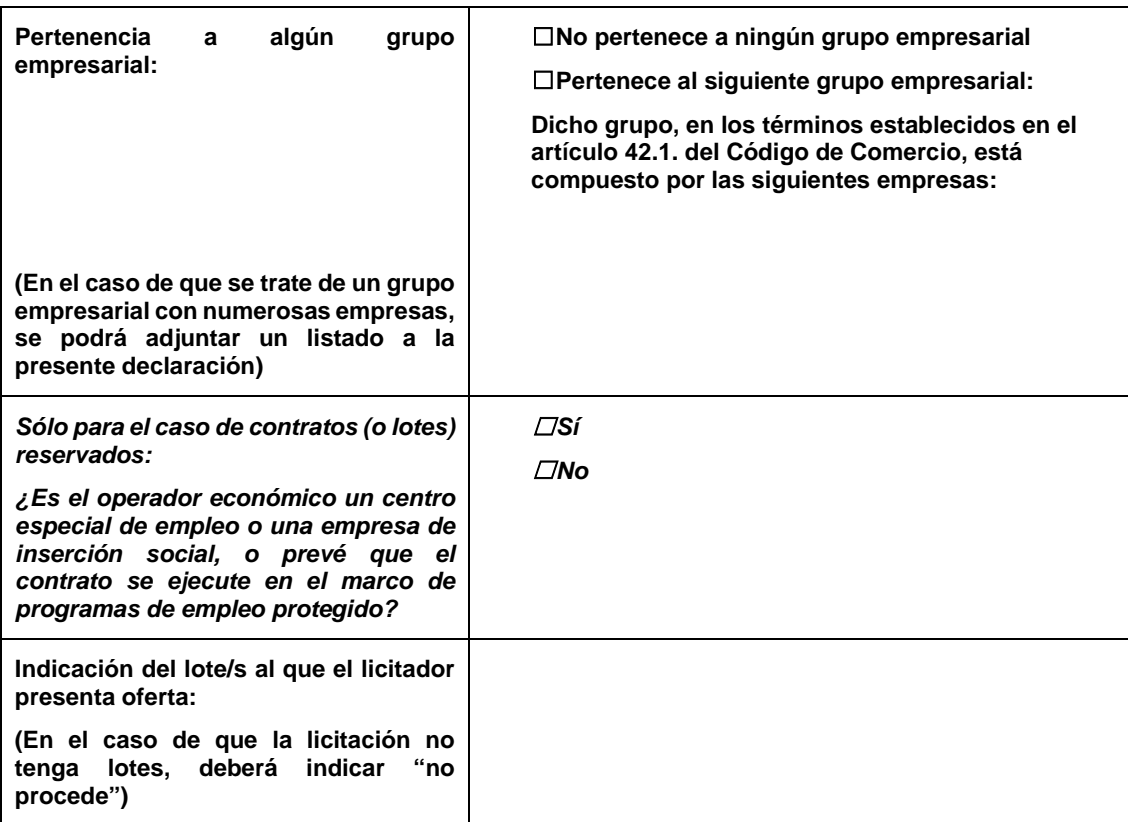 Pertenencia a algún grupo
empresarial:
(En el caso de que se trate de un grupo
empresarial con numerosas empresas,
se podrá adjuntar un listado a la
presente declaración)
☐No pertenece a ningún grupo empresarial
☐Pertenece al siguiente grupo empresarial:
Dicho grupo, en los términos establecidos en el
artículo 42.1. del Código de Comercio, está
compuesto por las siguientes empresas:
Sólo para el caso de contratos (o lotes)
reservados:
¿Es el operador económico un centro
especial de empleo o una empresa de
inserción social, o prevé que el
contrato se ejecute en el marco de
programas de empleo protegido?
☐Sí
☐No
Indicación del lote/s al que el licitador
presenta oferta:
(En el caso de que la licitación no
tenga lotes, deberá indicar “no
procede”)